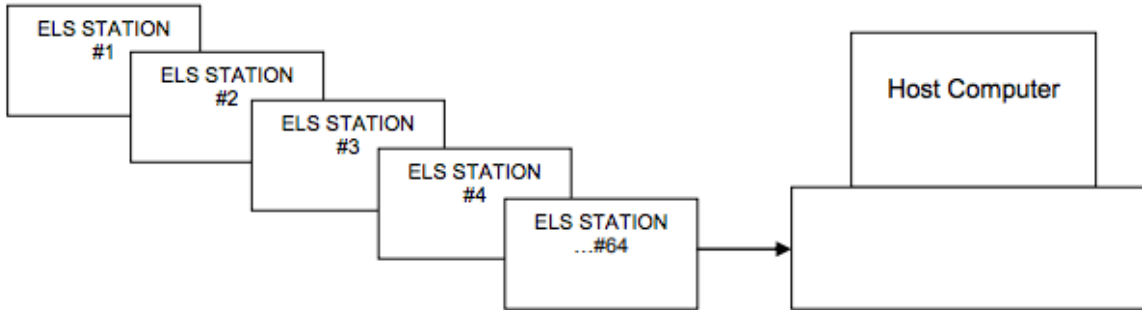 ELS STATION
#1
ELS STATION
#2
ELS STATION
#3
ELS STATION
#4
ELS STATION
...#64
Host Computer